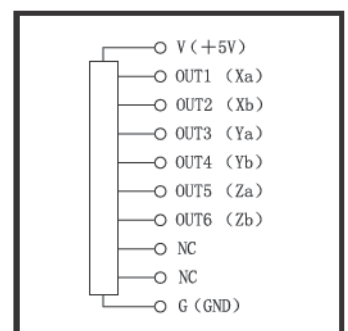 V(+5V)
OUT1 (Xa)
OUT2 (Xb)
OUT3 (Ya)
OUT4 (Yb)
OUT5 (Za)
OUT6 (Zb)
NC
NC
G(GND)